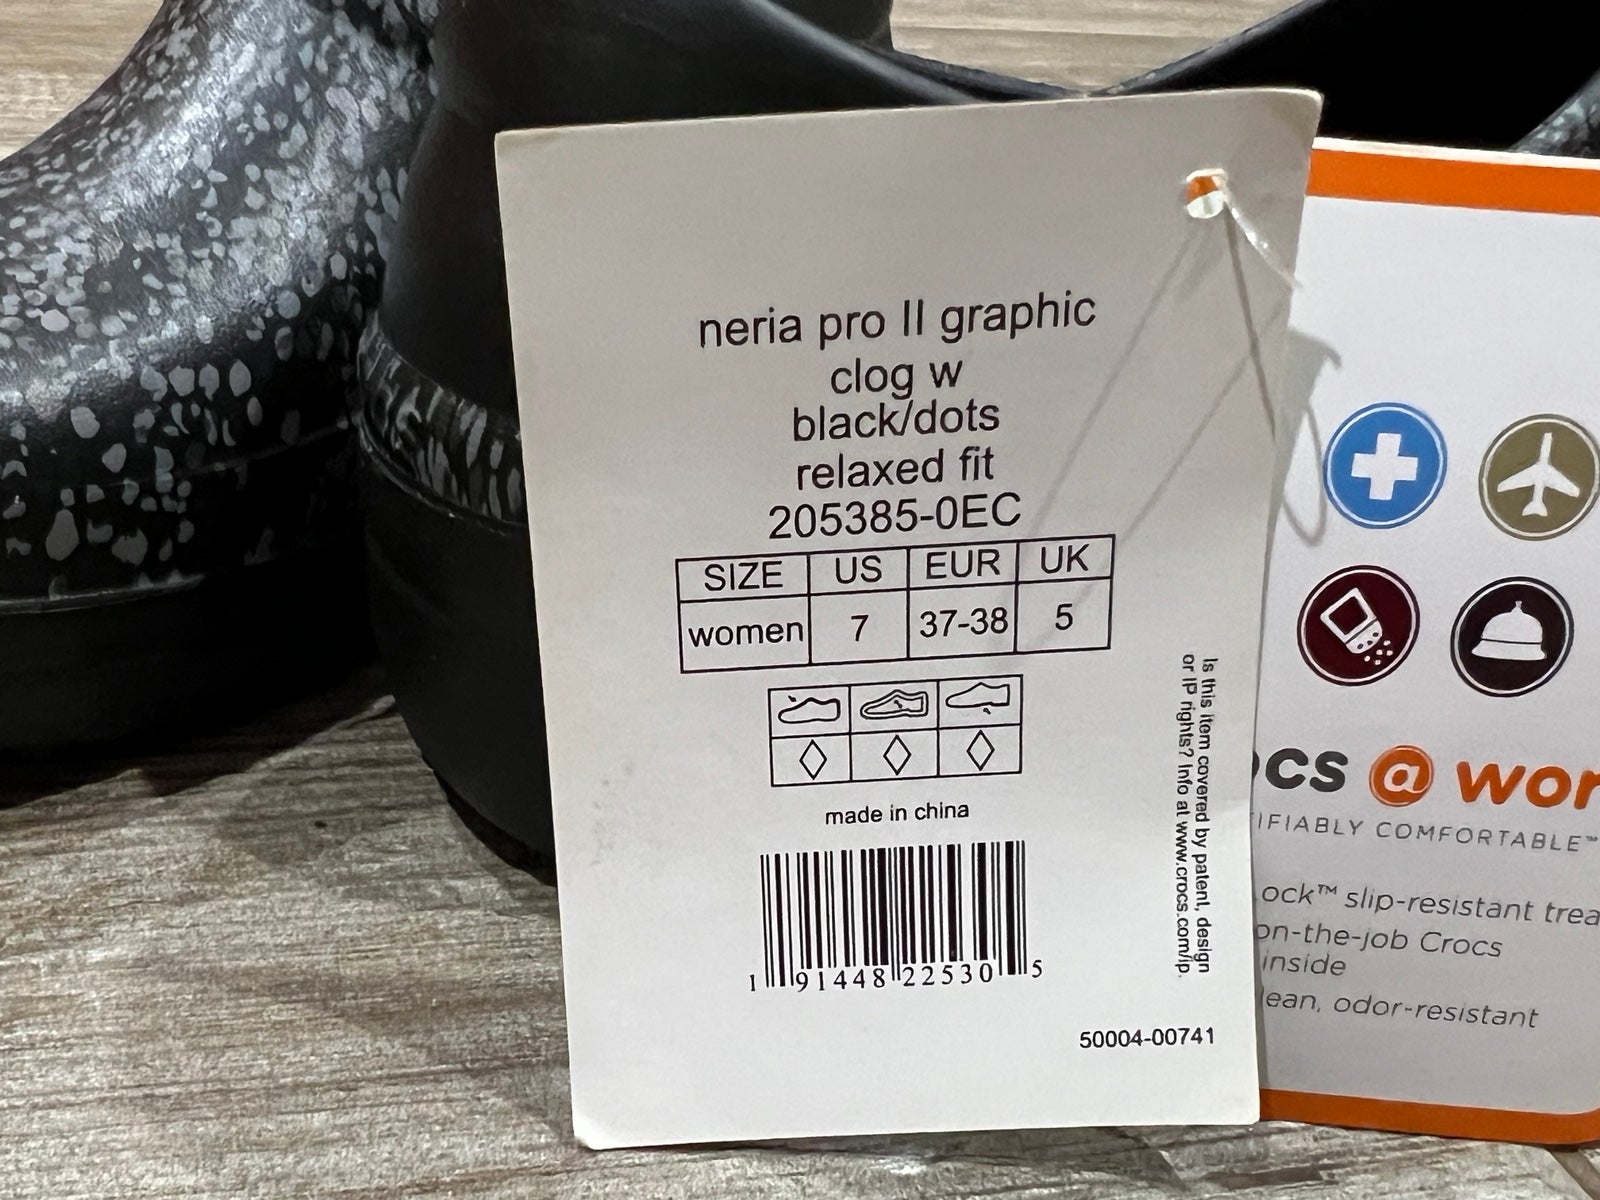 neria pro II graphic
clog w
black/dots
relaxed fit
205385-0EC
SIZE US EUR UK
women 7 37-38 5
made in china
1 91448 22530 5
50004-00741
Is this item covered by patent, design
or IP rights? Info at www.crocs.com/ip.
ocs @ wor
IFIABLY COMFORTABLE™
ock™ slip-resistant trea
on-the-job Crocs
inside
lean, odor-resistant